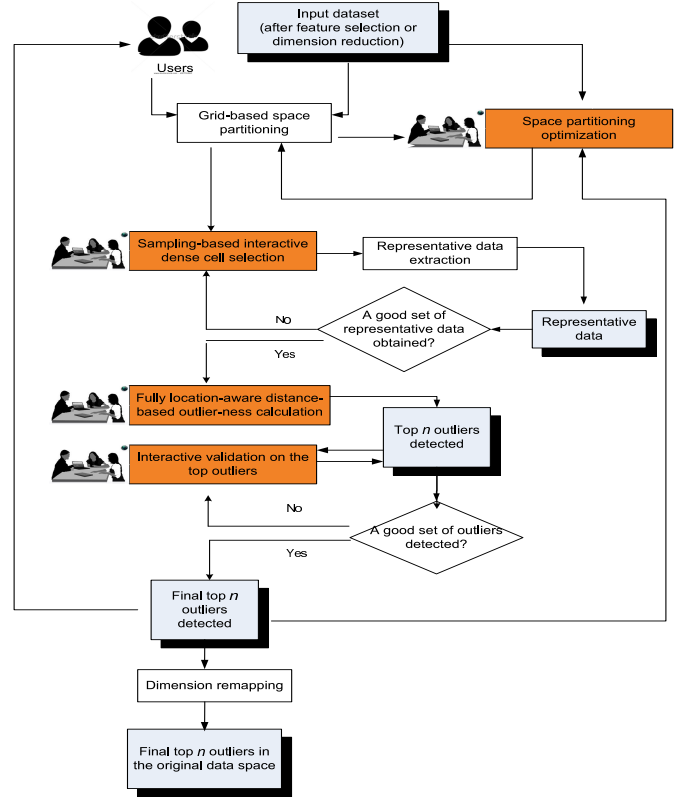 Input dataset
(after feature selection or
dimension reduction)
Users
Grid-based space
partitioning
Space partitioning
optimization
Sampling-based interactive
dense cell selection
Representative data
extraction
No
A good set of
representative data
obtained?
Representative
data
Yes
Fully location-aware distance-
based outlier-ness calculation
Top n outliers
detected
Interactive validation on the
top outliers
No
A good set of outliers
detected?
Yes
Final top n
outliers
detected
Dimension remapping
Final top n outliers in
the original data space